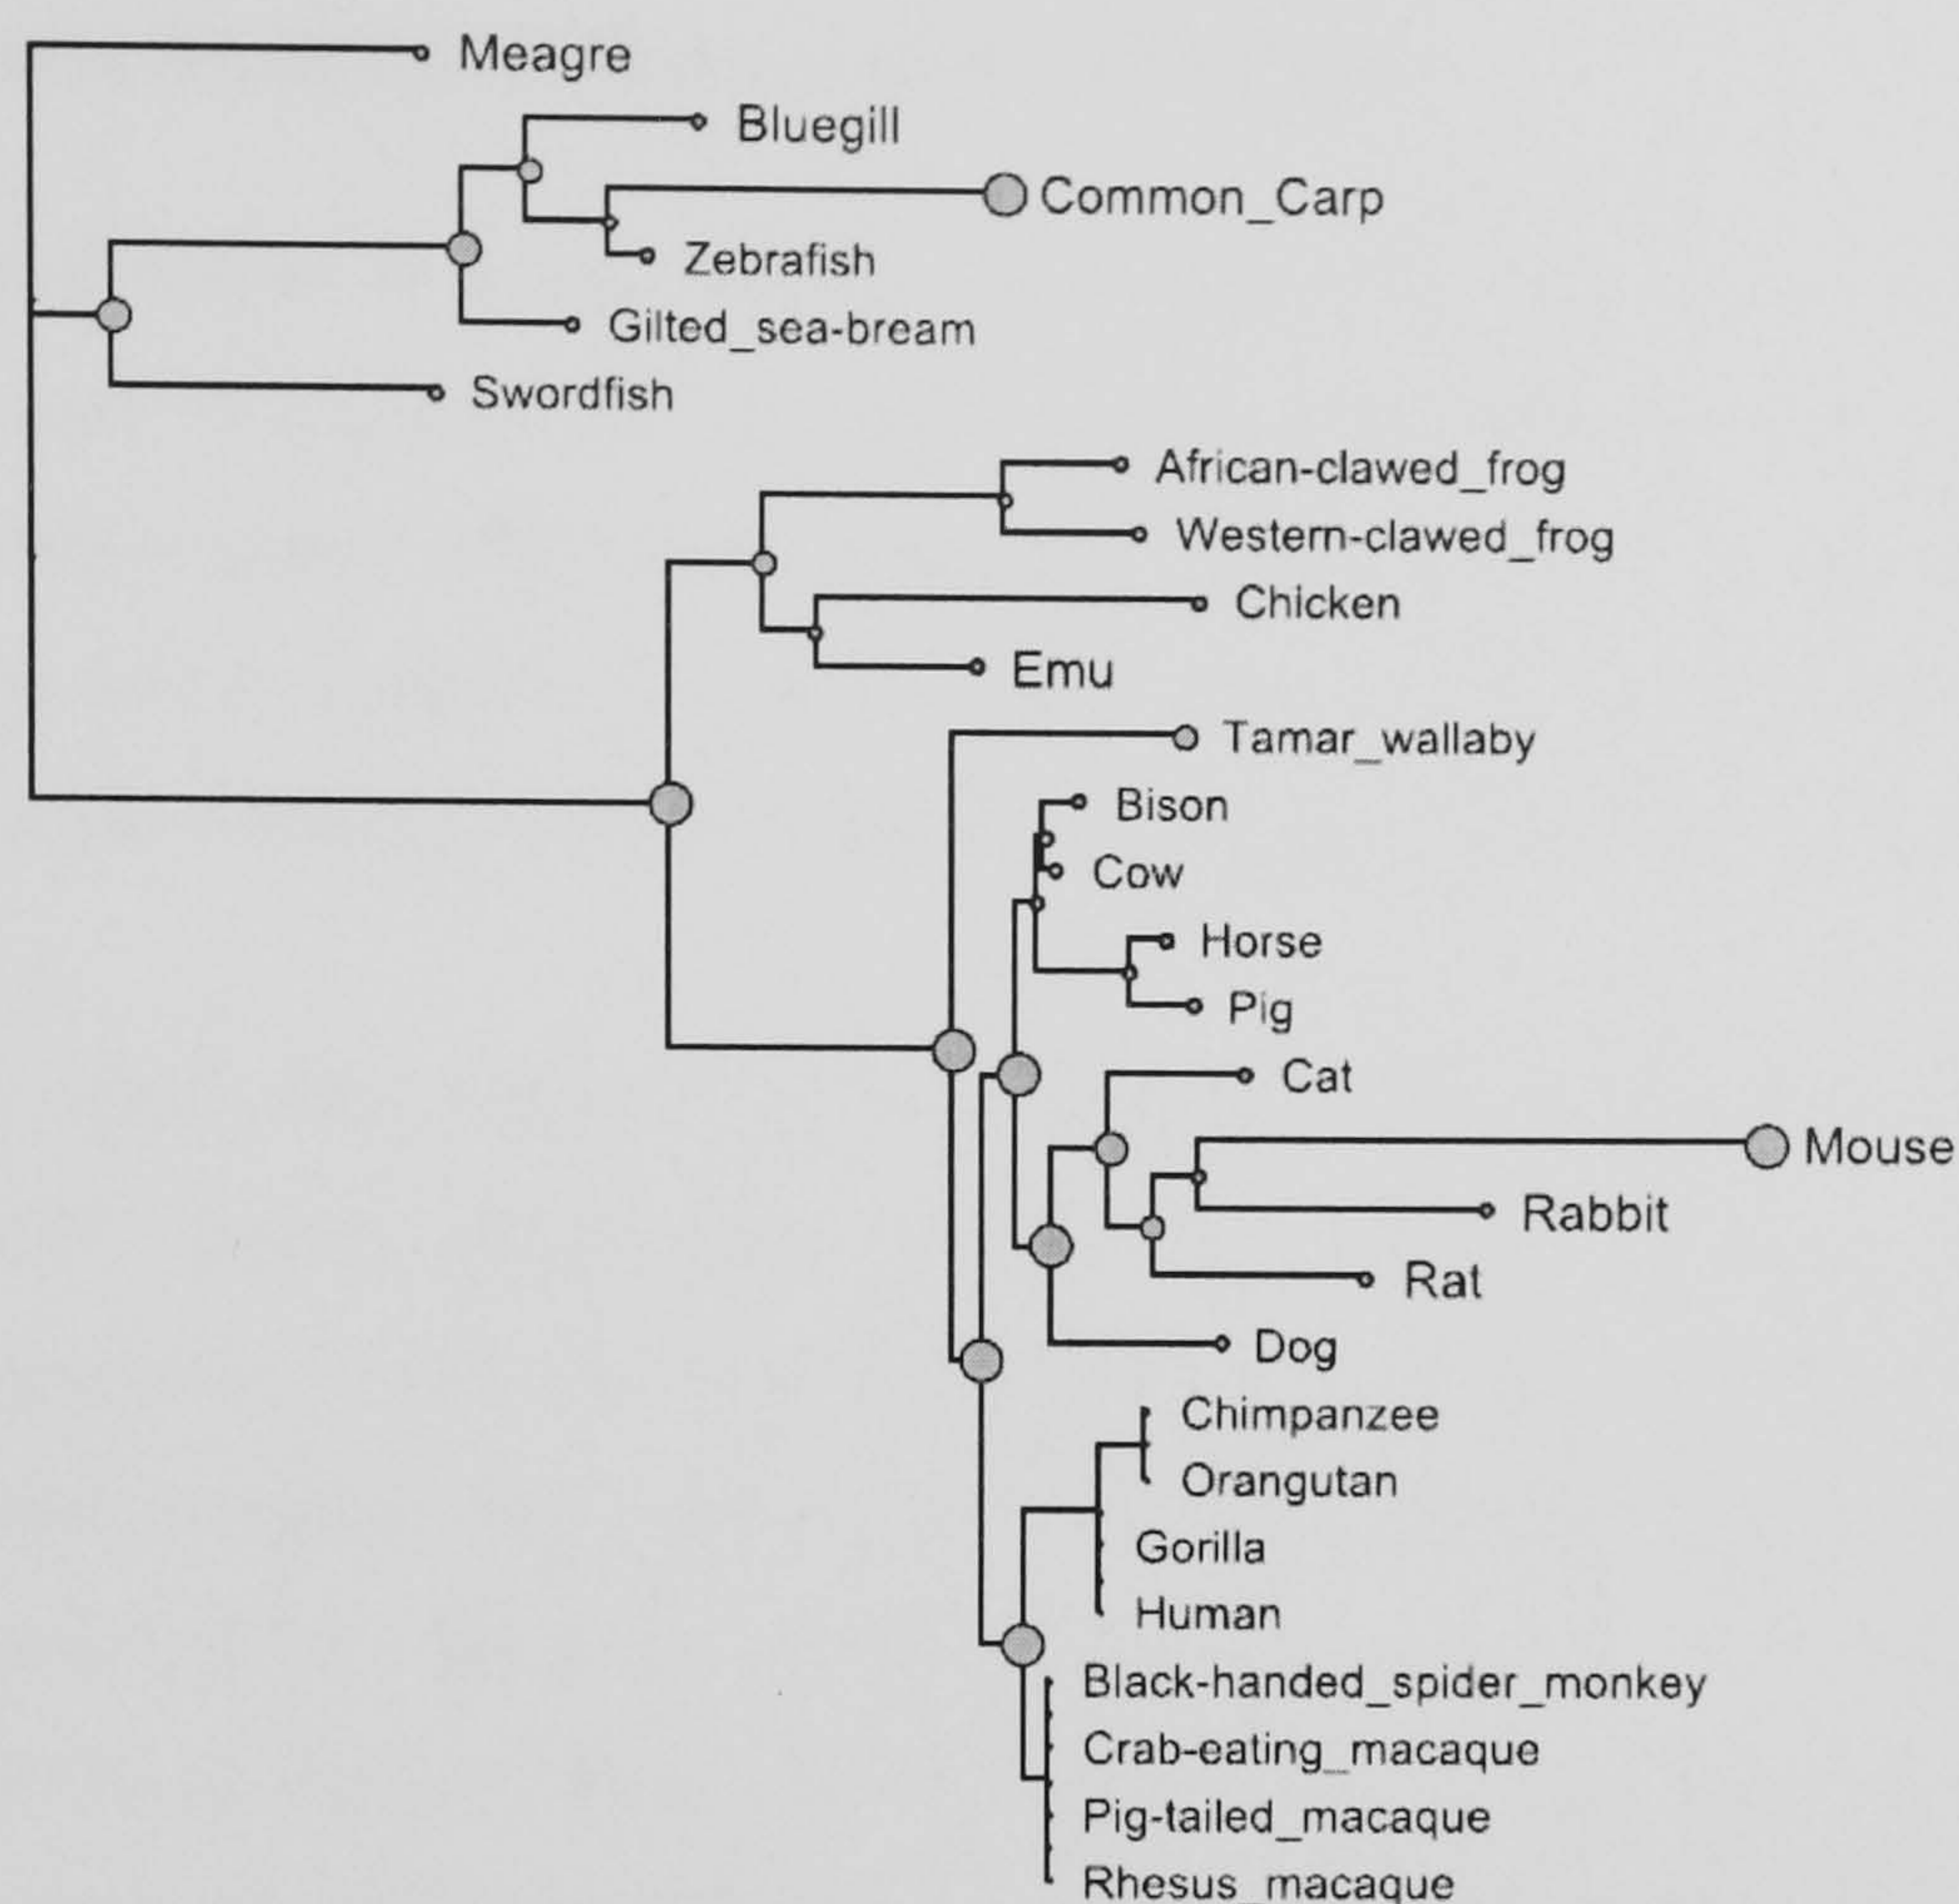 Meagre
Bluegill
Common_Carp
Zebrafish
Gilted_sea-bream
Swordfish
African-clawed_frog
Western-clawed_frog
Chicken
Emu
Tamar_wallaby
Bison
Cow
Horse
Pig
Cat
Mouse
Rabbit
Rat
Dog
Chimpanzee
Orangutan
Gorilla
Human
Black-handed_spider_monkey
Crab-eating_macaque
Pig-tailed_macaque
Rhesus_macaque